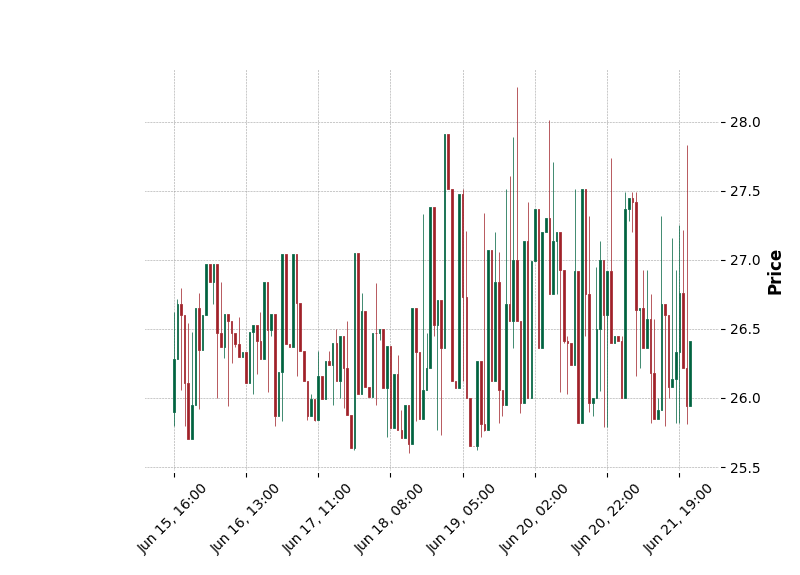 28.0
27.5
27.0
26.5
26.0
25.5
Price
Jun 15, 16:00
Jun 16, 13:00
Jun 17, 11:00
Jun 18, 08:00
Jun 19, 05:00
Jun 20, 02:00
Jun 20, 22:00
Jun 21, 19:00